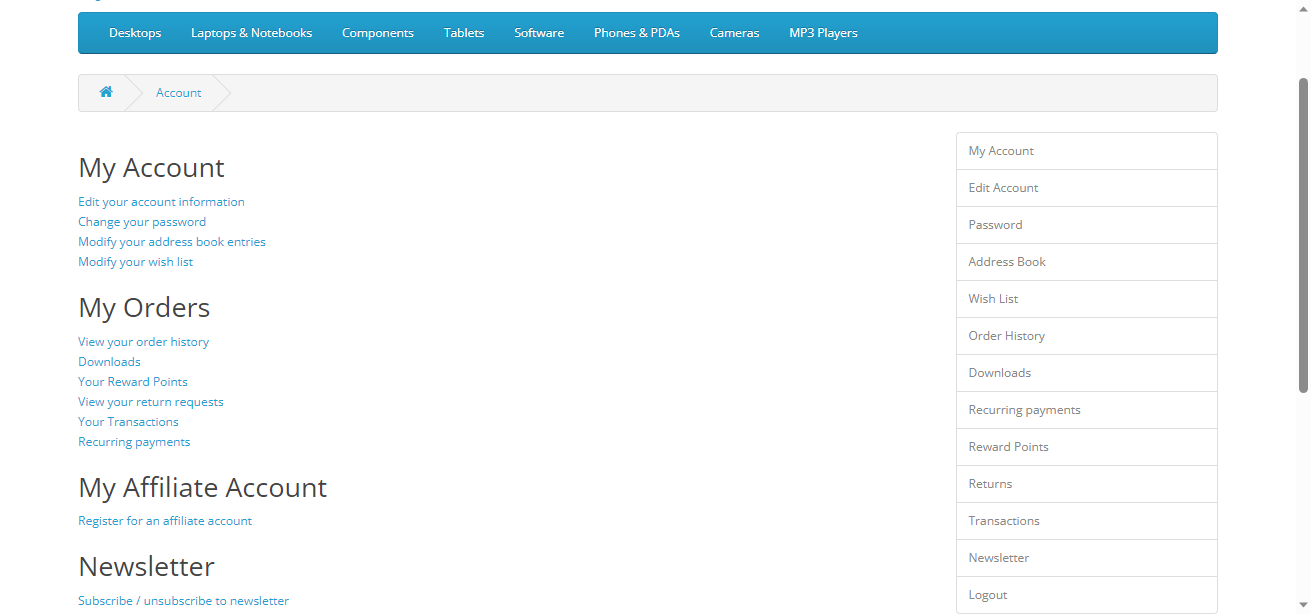 Desktops Laptops & Notebooks Components Tablets Software Phones & PDAs Cameras MP3 Players
Account
My Account
Edit your account information
Change your password
Modify your address book entries
Modify your wish list
My Orders
View your order history
Downloads
Your Reward Points
View your return requests
Your Transactions
Recurring payments
My Affiliate Account
Register for an affiliate account
Newsletter
Subscribe / unsubscribe to newsletter
My Account
Edit Account
Password
Address Book
Wish List
Order History
Downloads
Recurring payments
Reward Points
Returns
Transactions
Newsletter
Logout